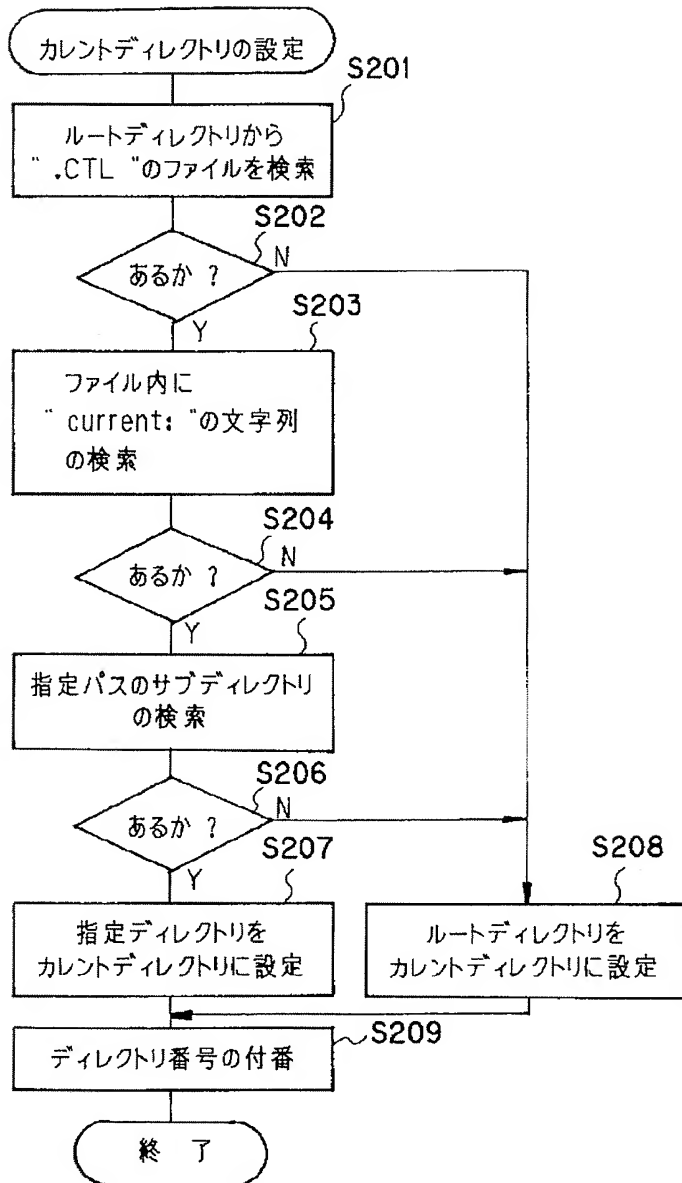 カレントディレクトリの設定
S201
ルートディレクトリから
" .CTL "のファイルを検索
S202
あるか ?
N
Y
S203
ファイル内に
" current: "の文字列
の検索
S204
あるか ?
N
Y
S205
指定パスのサブディレクトリ
の検索
S206
あるか ?
N
Y
S207
指定ディレクトリを
カレントディレクトリに設定
S208
ルートディレクトリを
カレントディレクトリに設定
S209
ディレクトリ番号の付番
終 了